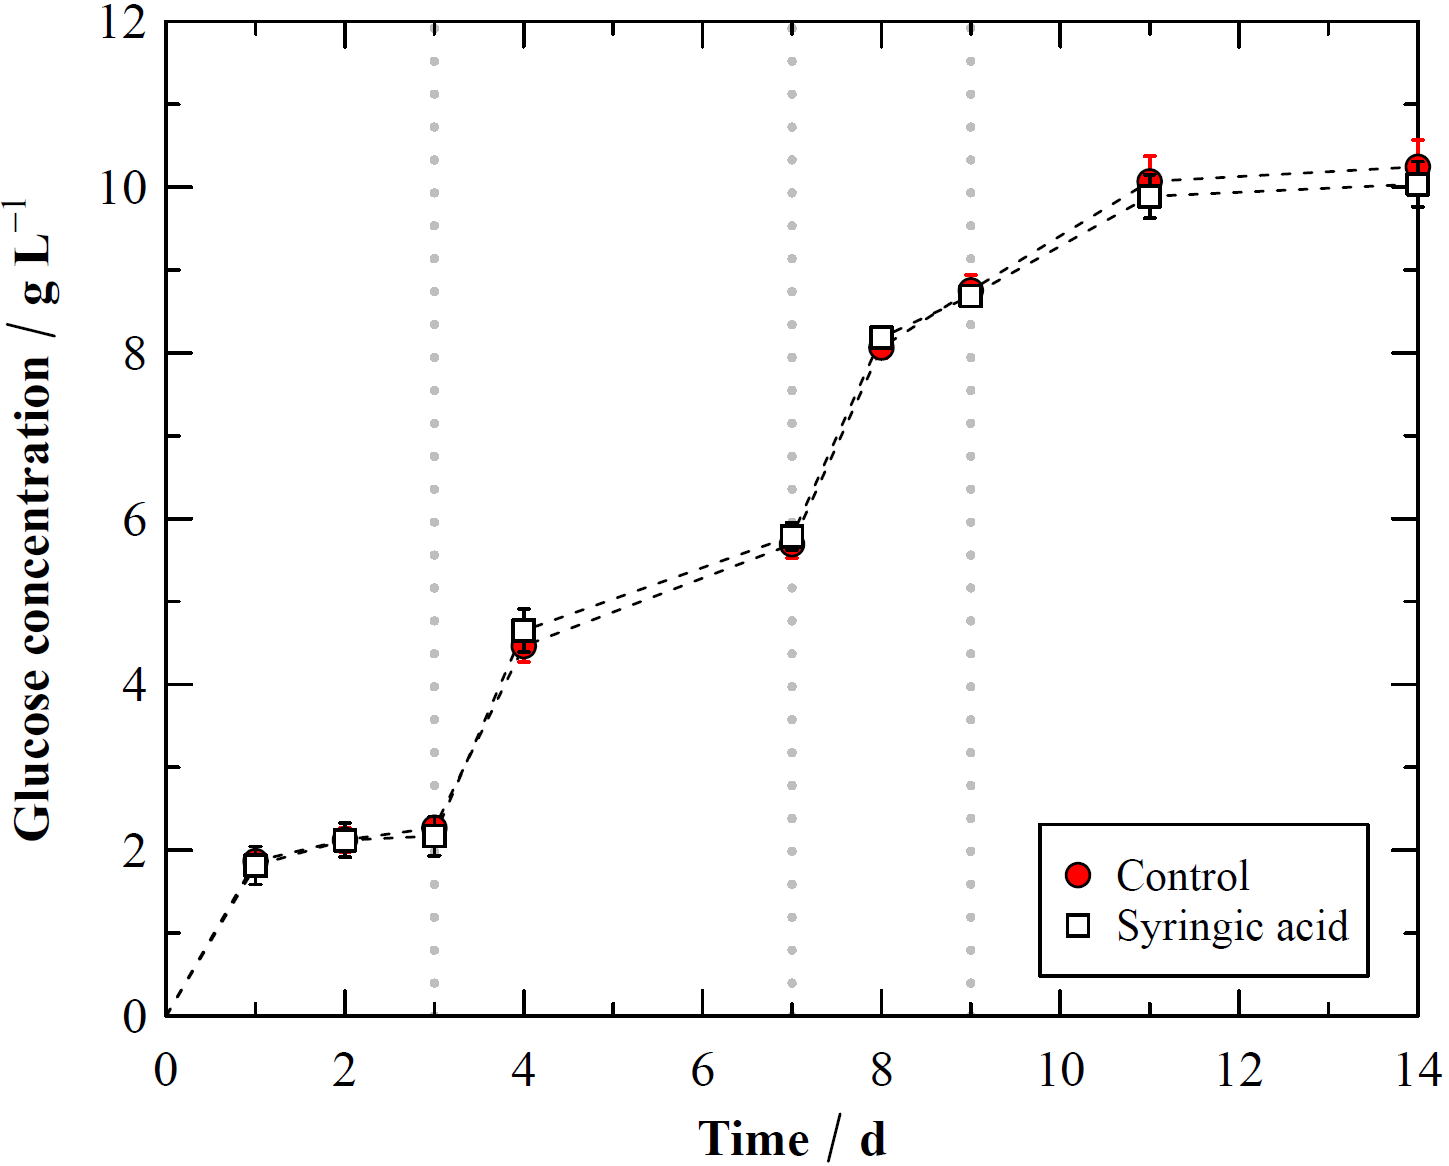 12
10
8
6
4
2
0
Glucose concentration / g L⁻¹
Control
Syringic acid
0 2 4 6 8 10 12 14
Time / d